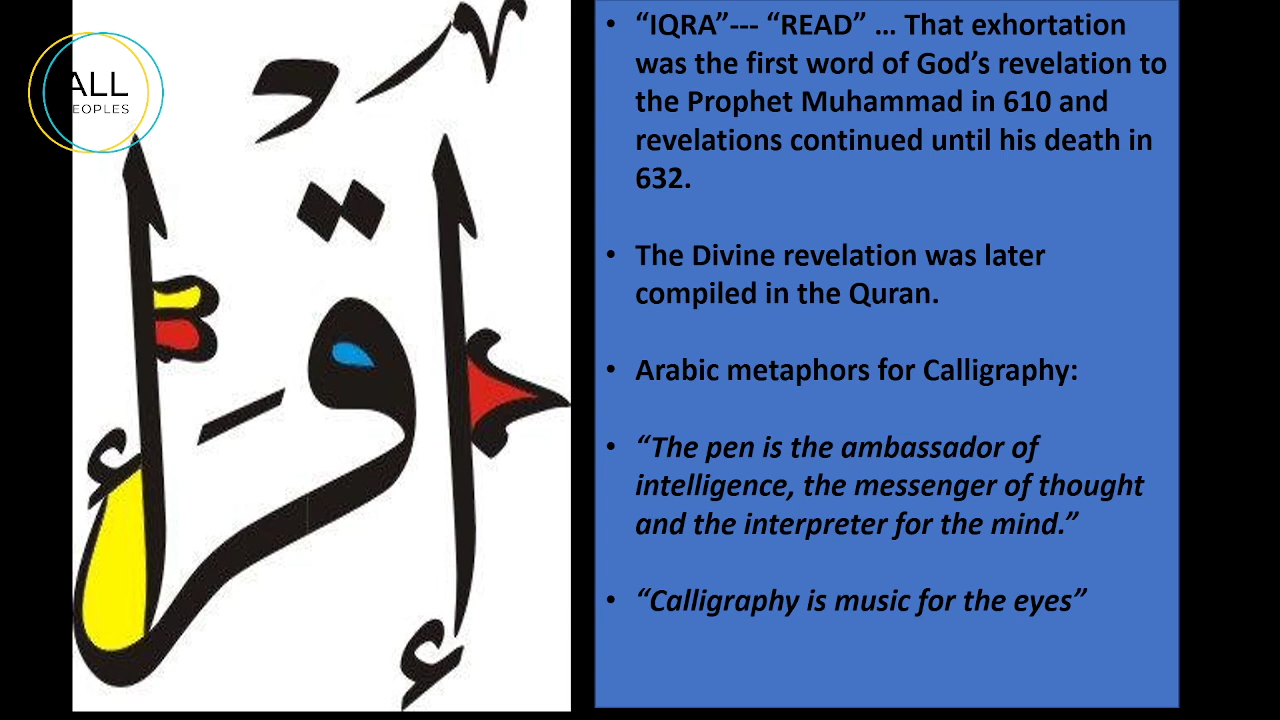 ALL
PEOPLES
إقرأ
• “IQRA”--- “READ” … That exhortation
was the first word of God’s revelation to
the Prophet Muhammad in 610 and
revelations continued until his death in
632.
• The Divine revelation was later
compiled in the Quran.
• Arabic metaphors for Calligraphy:
• “The pen is the ambassador of
intelligence, the messenger of thought
and the interpreter for the mind.”
• “Calligraphy is music for the eyes”